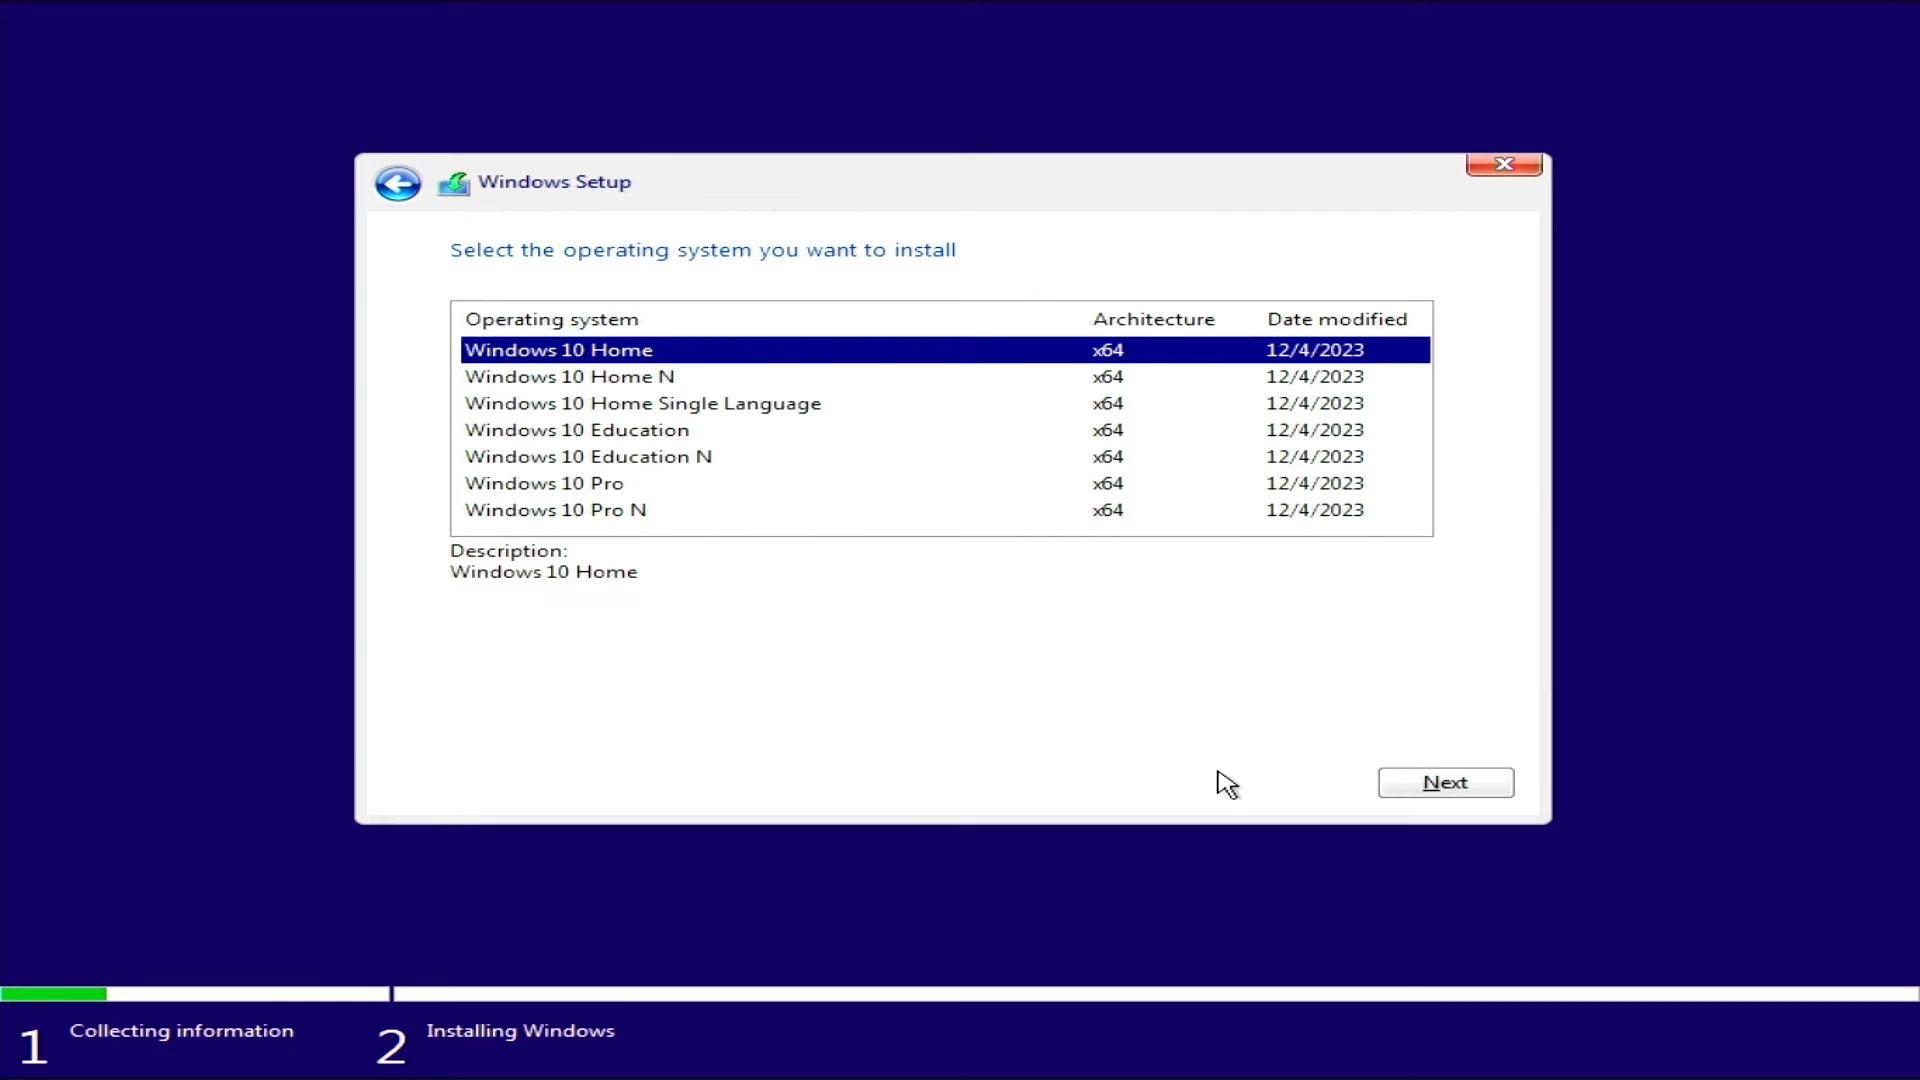 Windows Setup
Select the operating system you want to install
Operating system Architecture Date modified
Windows 10 Home x64 12/4/2023
Windows 10 Home N x64 12/4/2023
Windows 10 Home Single Language x64 12/4/2023
Windows 10 Education x64 12/4/2023
Windows 10 Education N x64 12/4/2023
Windows 10 Pro x64 12/4/2023
Windows 10 Pro N x64 12/4/2023
Description:
Windows 10 Home
Next
1 Collecting information 2 Installing Windows